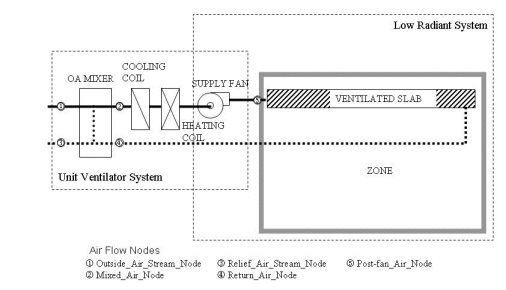 Low Radiant System
COOLING
COIL
OA MIXER
SUPPLY FAN
① ② ⑤
VENTILATED SLAB
HEATING
COIL
③ ④
ZONE
Unit Ventilator System
Air Flow Nodes
① Outside_Air_Stream_Node ③ Relief_Air_Stream_Node ⑤ Post-fan_Air_Node
② Mixed_Air_Node ④ Return_Air_Node